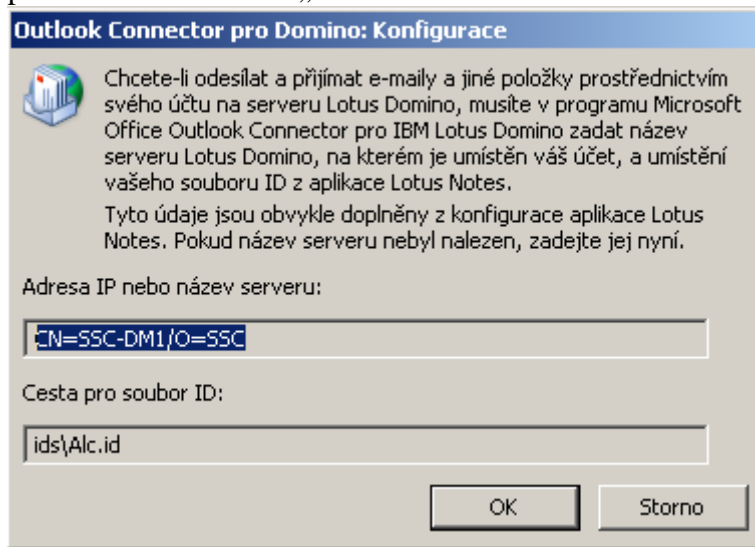 Outlook Connector pro Domino: Konfigurace
Chcete-li odesílat a přijímat e-maily a jiné položky prostřednictvím
svého účtu na serveru Lotus Domino, musíte v programu Microsoft
Office Outlook Connector pro IBM Lotus Domino zadat název
serveru Lotus Domino, na kterém je umístěn váš účet, a umístění
vašeho souboru ID z aplikace Lotus Notes.
Tyto údaje jsou obvykle doplněny z konfigurace aplikace Lotus
Notes. Pokud název serveru nebyl nalezen, zadejte jej nyní.
Adresa IP nebo název serveru:
CN=SSC-DM1/O=SSC
Cesta pro soubor ID:
ids\Alc.id
OK Storno